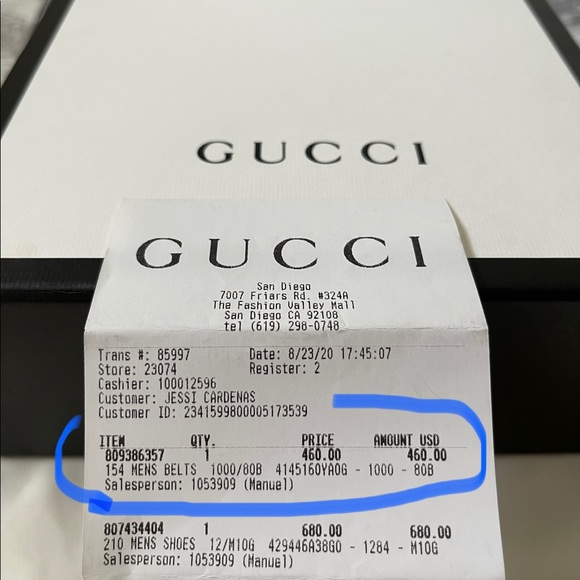 GUCCI
GUCCI
San Diego
7007 Friars Rd. #324A
The Fashion Valley Mall
San Diego CA 92108
tel (619) 298-0748
Trans #: 85997 Date: 8/23/20 17:45:07
Store: 23074 Register: 2
Cashier: 100012596
Customer: JESSI CARDENAS
Customer ID: 2341599800005173539
ITEM QTY. PRICE AMOUNT USD
809386357 1 460.00 460.00
154 MENS BELTS 1000/80B 4145160YA0G - 1000 - 80B
Salesperson: 1053909 (Manuel)
807434404 1 680.00 680.00
210 MENS SHOES 12/M10G 429446A38G0 - 1284 - M10G
Salesperson: 1053909 (Manuel)